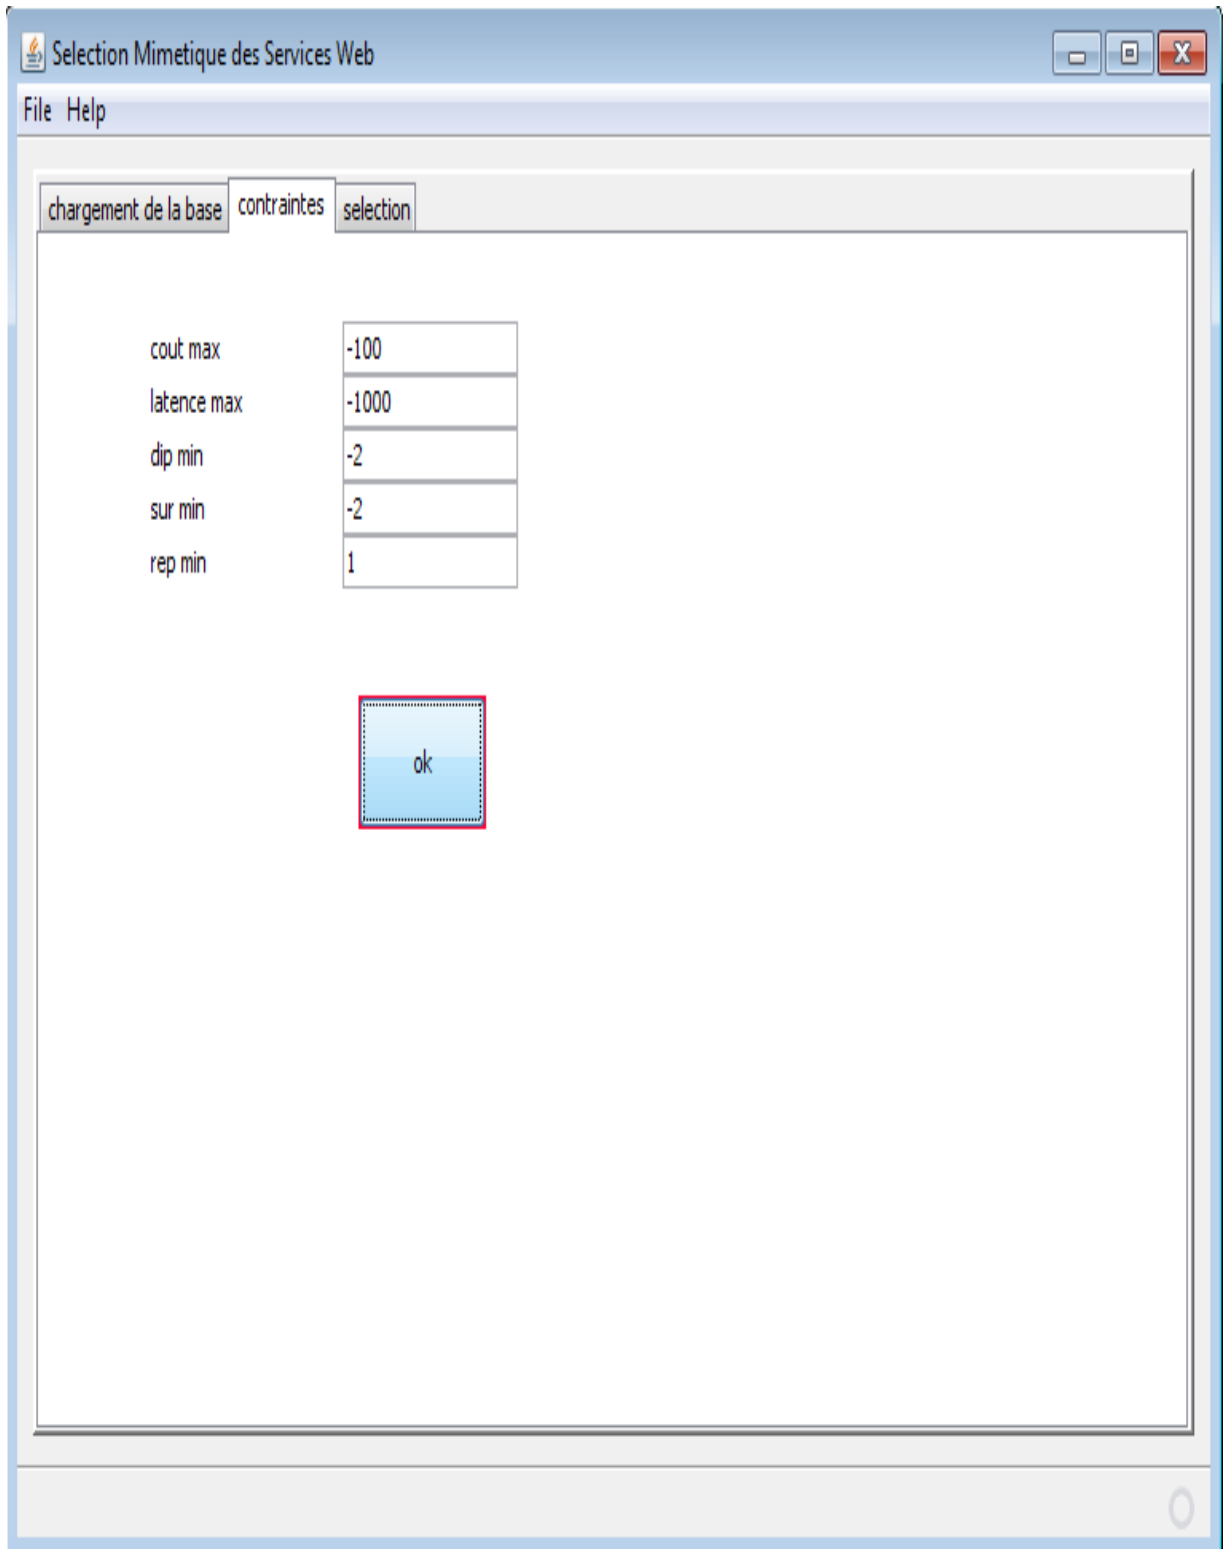 Selection Mimetique des Services Web
File Help
chargement de la base contraintes selection
cout max -100
latence max -1000
dip min -2
sur min -2
rep min 1
ok